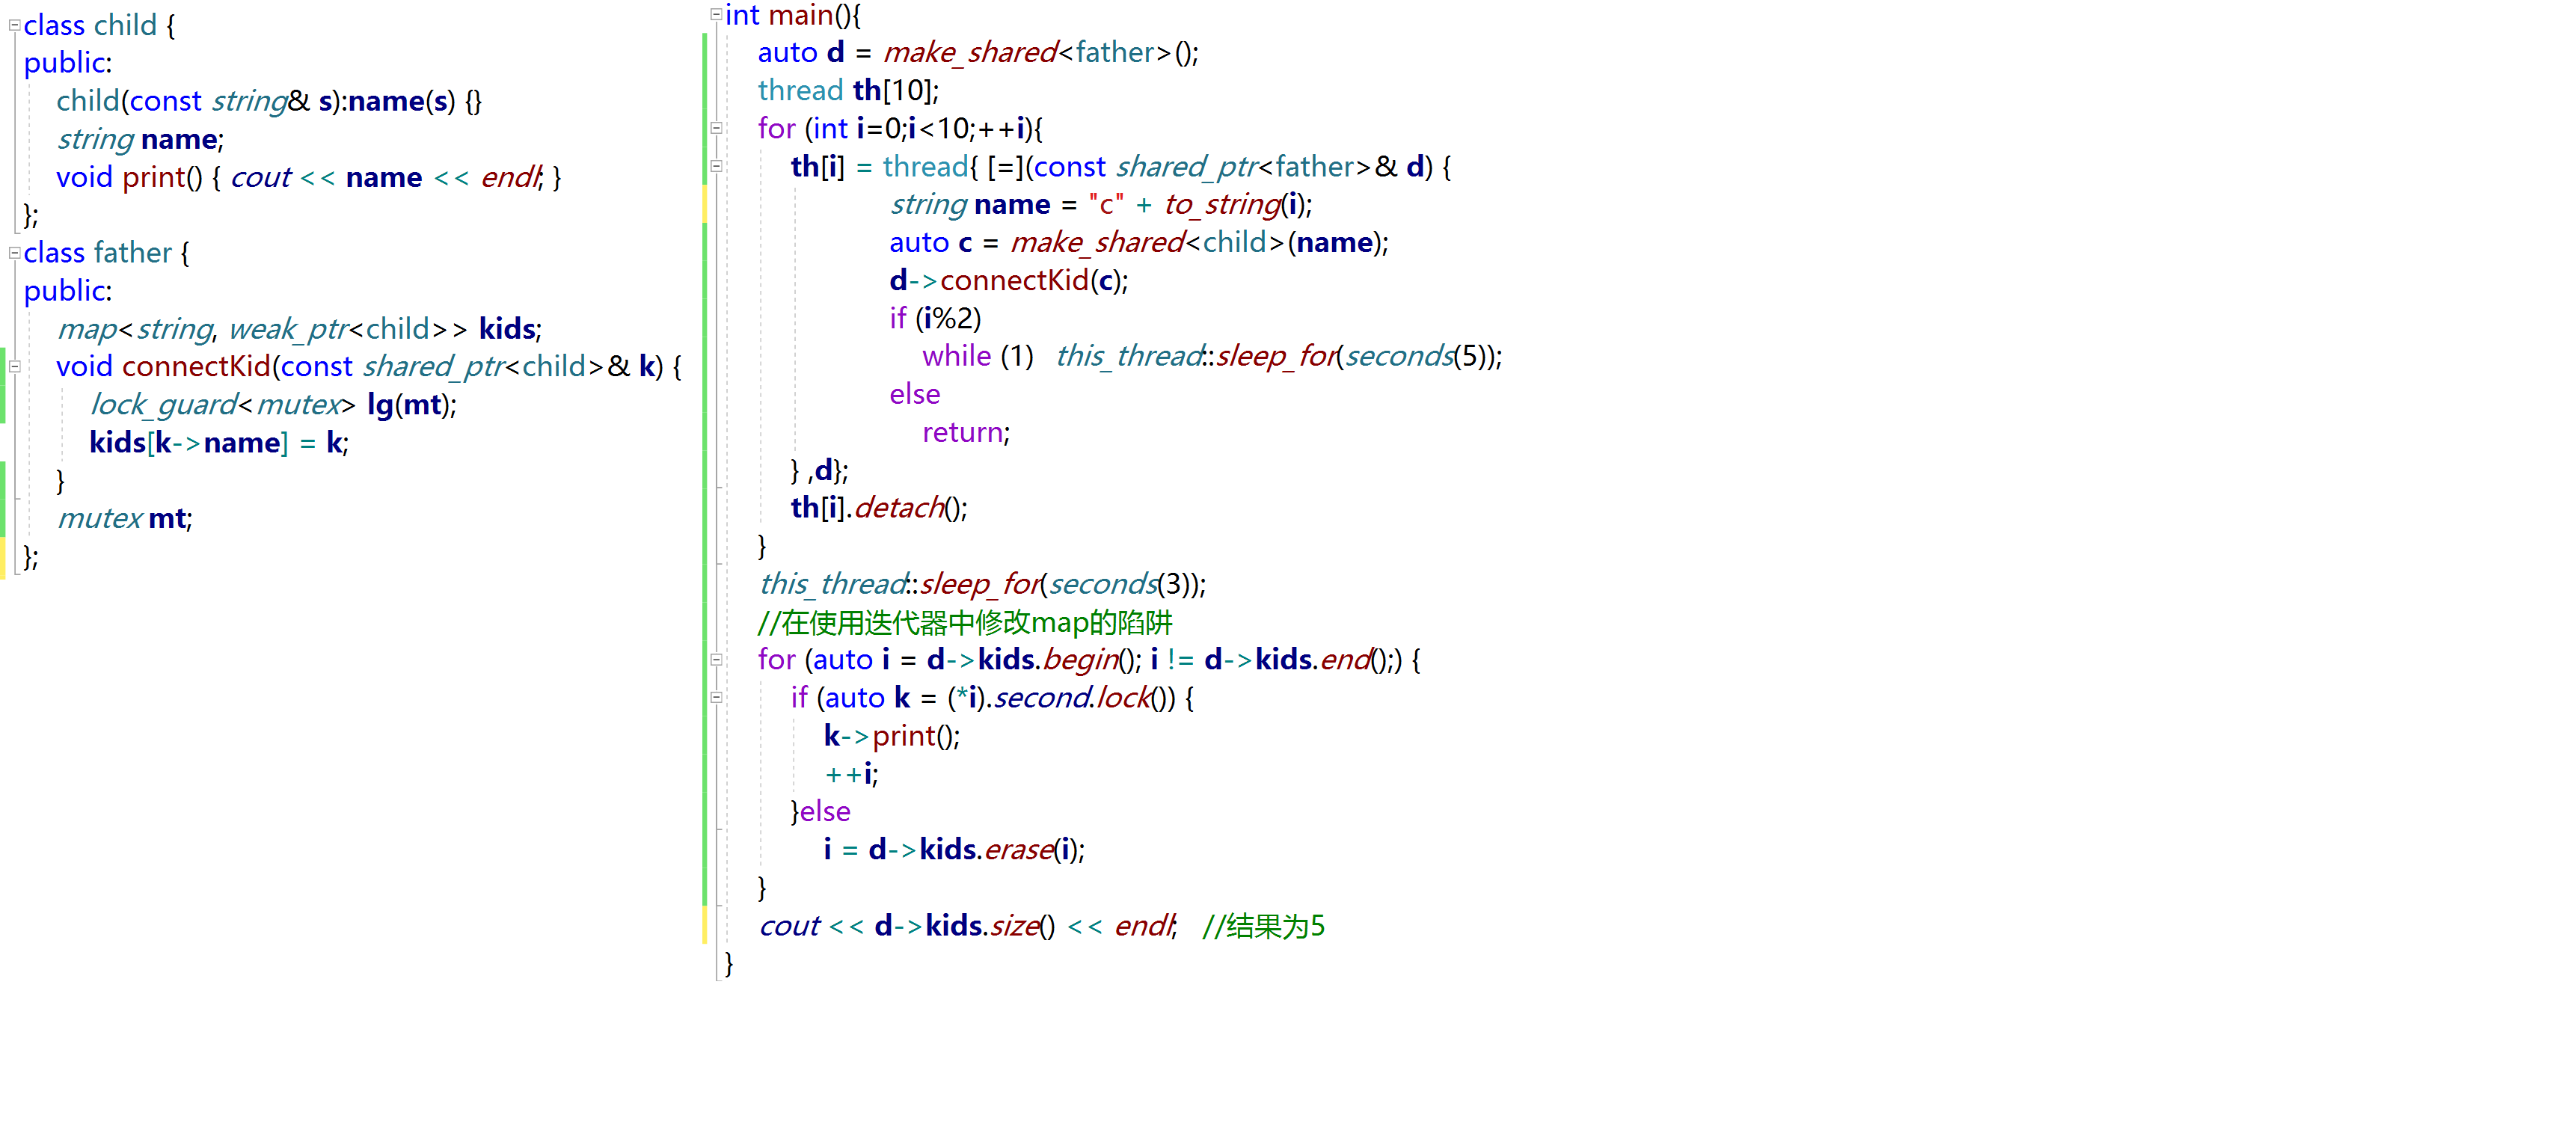 class child {
public:
child(const string& s):name(s) {}
string name;
void print() { cout << name << endl; }
};
class father {
public:
map<string, weak_ptr<child>> kids;
void connectKid(const shared_ptr<child>& k) {
lock_guard<mutex> lg(mt);
kids[k->name] = k;
}
mutex mt;
};
int main(){
auto d = make_shared<father>();
thread th[10];
for (int i=0;i<10;++i){
th[i] = thread{ [=](const shared_ptr<father>& d) {
string name = "c" + to_string(i);
auto c = make_shared<child>(name);
d->connectKid(c);
if (i%2)
while (1) this_thread::sleep_for(seconds(5));
else
return;
} ,d};
th[i].detach();
}
this_thread::sleep_for(seconds(3));
//在使用迭代器中修改map的陷阱
for (auto i = d->kids.begin(); i != d->kids.end();) {
if (auto k = (*i).second.lock()) {
k->print();
++i;
}else
i = d->kids.erase(i);
}
cout << d->kids.size() << endl; //结果为5
}